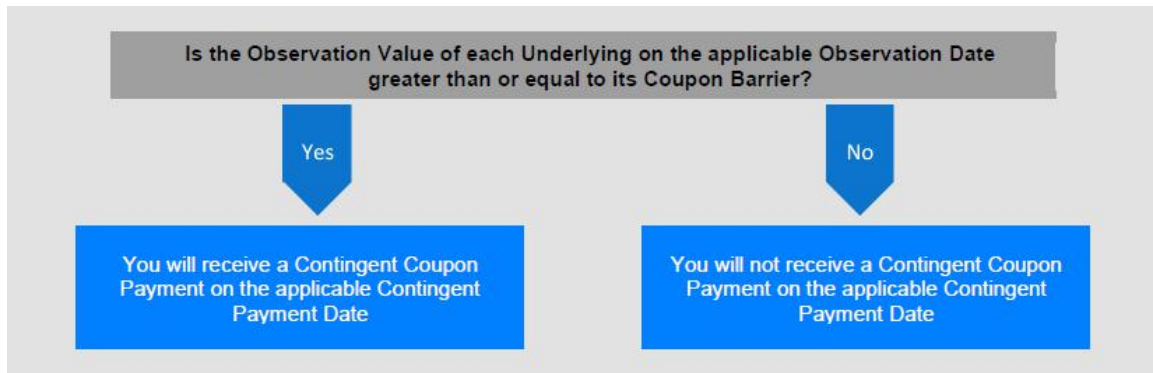 Is the Observation Value of each Underlying on the applicable Observation Date
greater than or equal to its Coupon Barrier?
Yes
No
You will receive a Contingent Coupon
Payment on the applicable Contingent
Payment Date
You will not receive a Contingent Coupon
Payment on the applicable Contingent
Payment Date